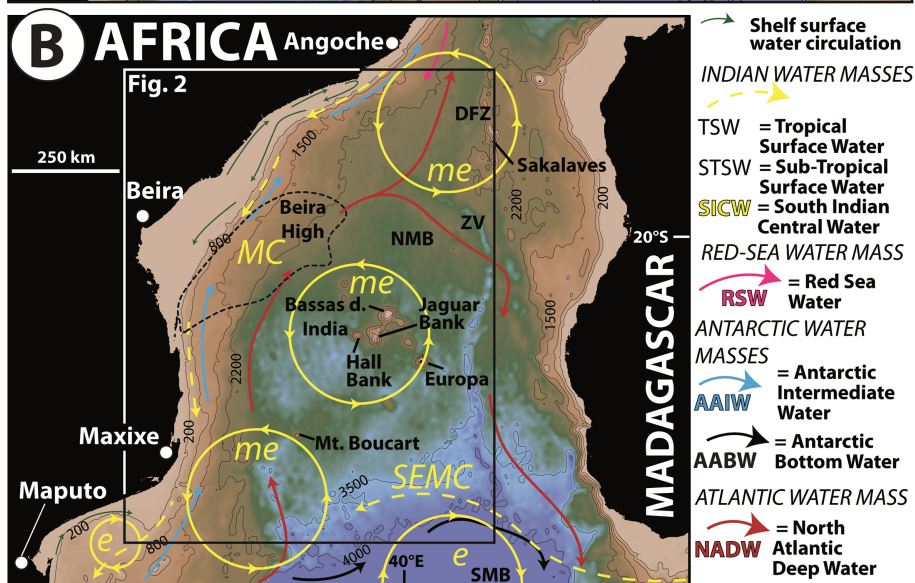 B AFRICA
Angoche
Fig. 2
250 km
1500
DFZ
me
Sakalaves
Beira
Beira
High
800
MC
NMB
ZV
2200
200
20°S
me
Bassas d.
India
Jaguar
Bank
Hall
Bank
Europa
2200
1500
MADAGASCAR
200
Maxixe
me
Mt. Boucart
3500
SEMC
Maputo
200
e
800
4000
40°E
e
SMB
Shelf surface
water circulation
INDIAN WATER MASSES
TSW = Tropical
Surface Water
STSW = Sub-Tropical
Surface Water
SICW = South Indian
Central Water
RED-SEA WATER MASS
RSW = Red Sea
Water
ANTARCTIC WATER
MASSES
AAIW = Antarctic
Intermediate
Water
AABW = Antarctic
Bottom Water
ATLANTIC WATER MASS
NADW = North
Atlantic
Deep Water